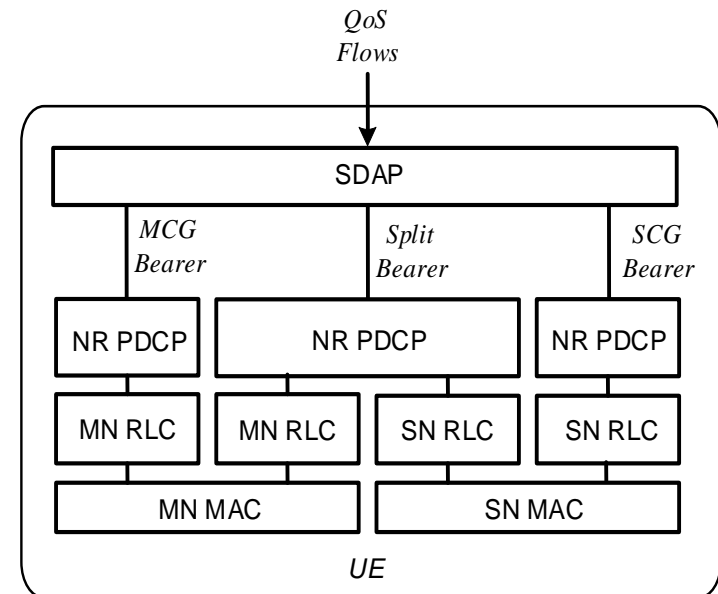 QoS
Flows
SDAP
MCG
Bearer
Split
Bearer
SCG
Bearer
NR PDCP
NR PDCP
NR PDCP
MN RLC
MN RLC
SN RLC
SN RLC
MN MAC
SN MAC
UE